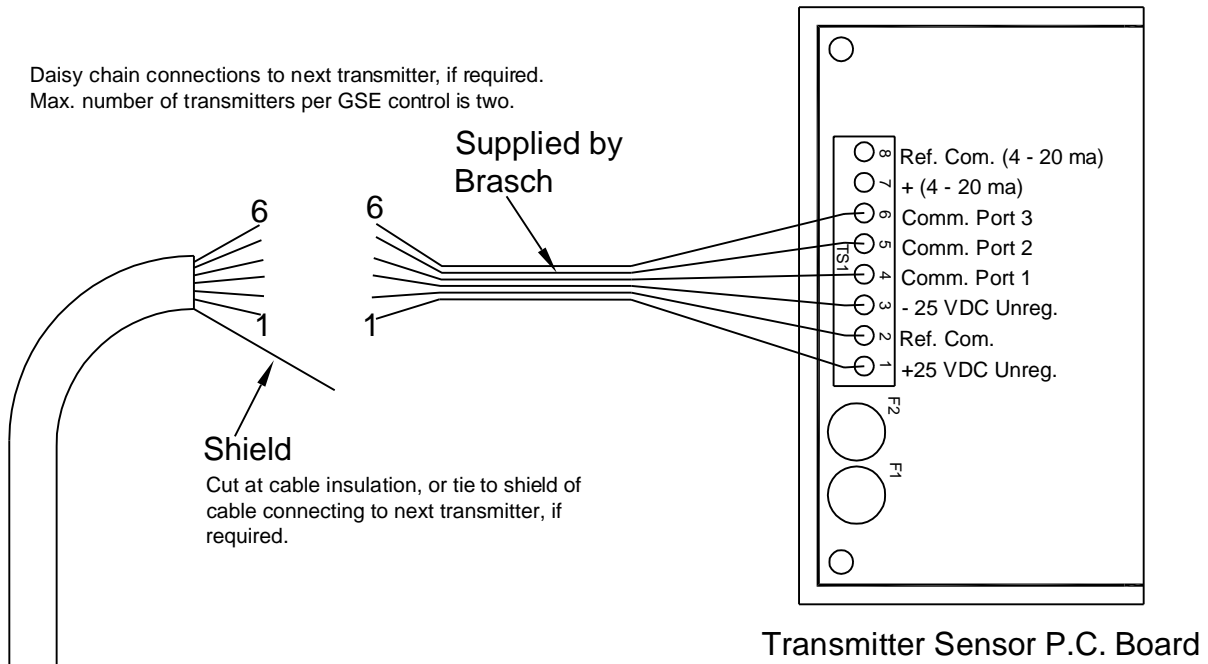 Daisy chain connections to next transmitter, if required.
Max. number of transmitters per GSE control is two.
Supplied by
Brasch
6
6
1
1
Shield
Cut at cable insulation, or tie to shield of
cable connecting to next transmitter, if
required.
TS1
8 Ref. Com. (4 - 20 ma)
7 + (4 - 20 ma)
6 Comm. Port 3
5 Comm. Port 2
4 Comm. Port 1
3 - 25 VDC Unreg.
2 Ref. Com.
1 +25 VDC Unreg.
F2
F1
Transmitter Sensor P.C. Board